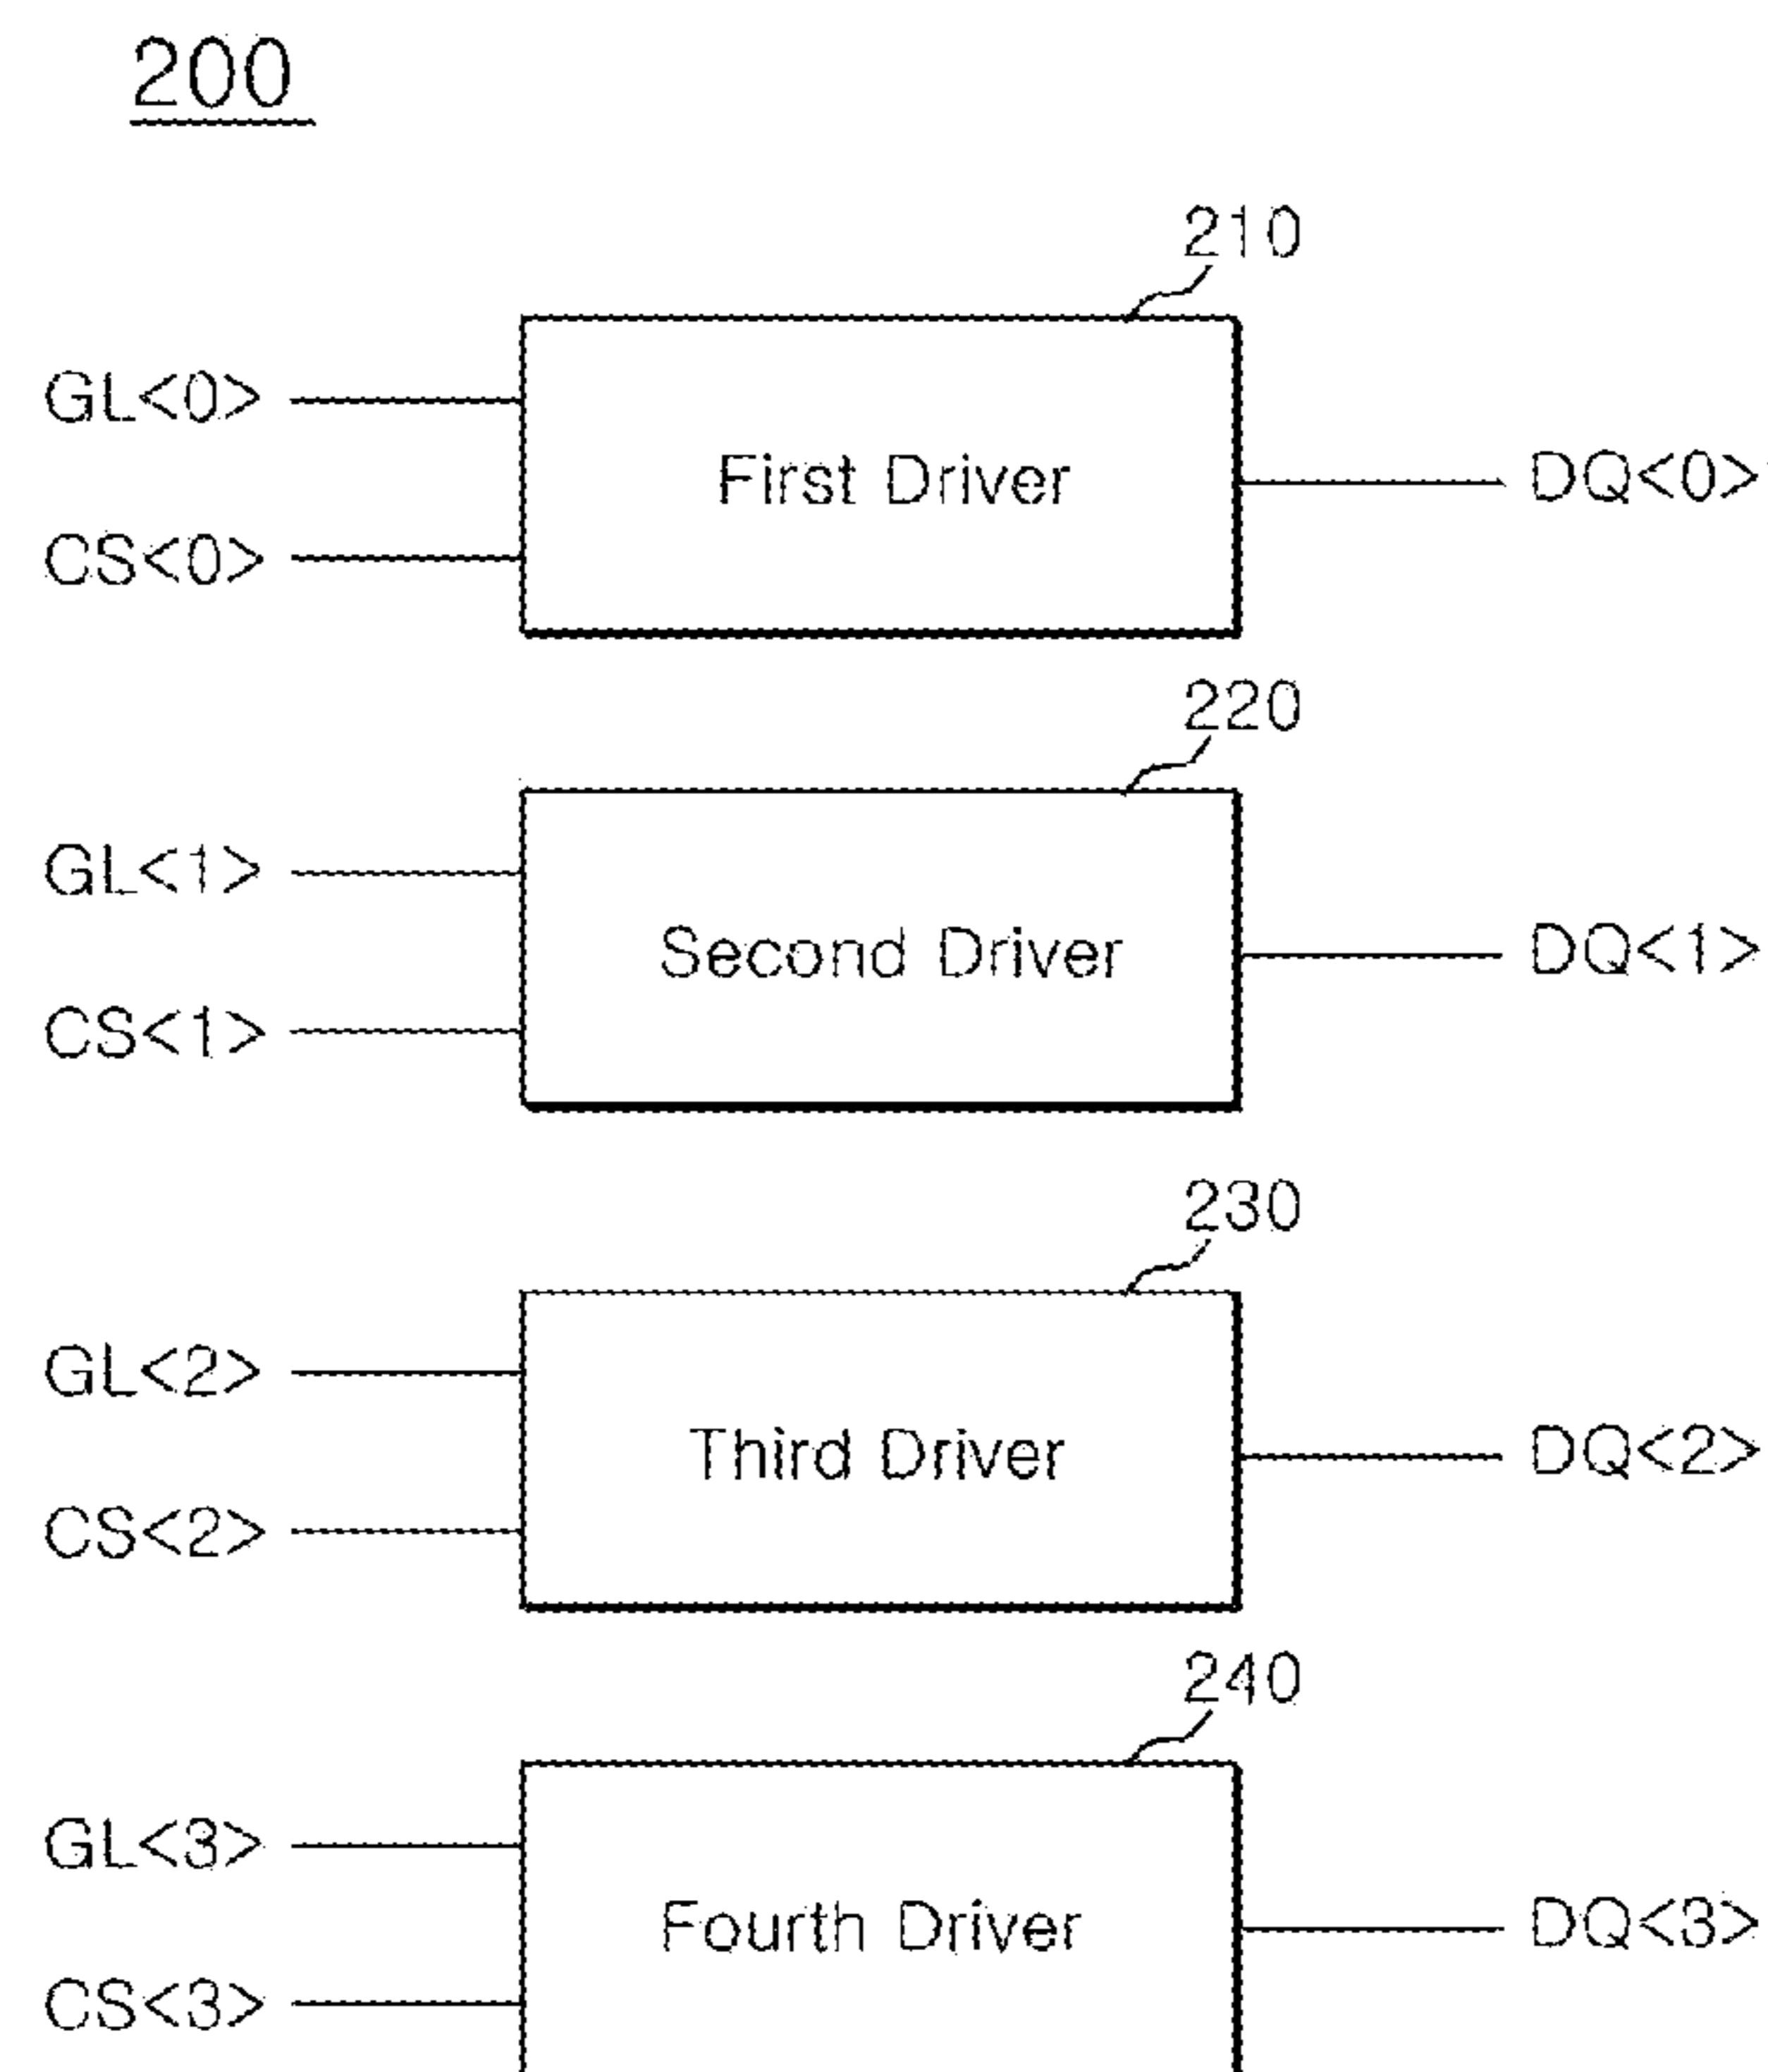 200
210
GL<0>
First Driver
DQ<0>
CS<0>
220
GL<1>
Second Driver
DQ<1>
CS<1>
230
GL<2>
Third Driver
DQ<2>
CS<2>
240
GL<3>
Fourth Driver
DQ<3>
CS<3>